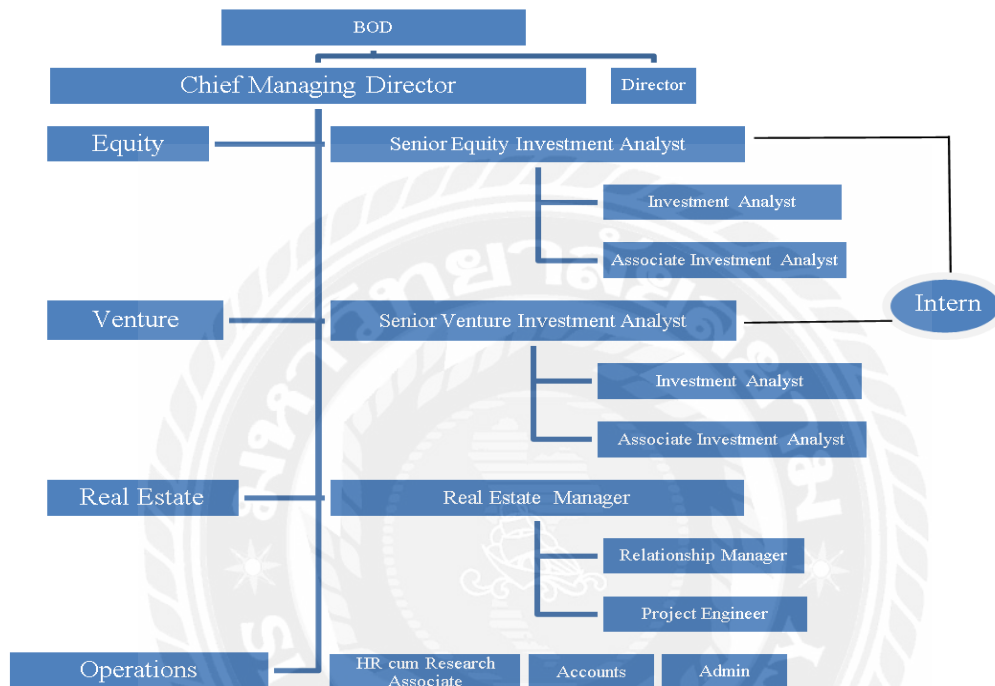 BOD
Chief Managing Director
Director
Equity
Senior Equity Investment Analyst
Investment Analyst
Associate Investment Analyst
Intern
Venture
Senior Venture Investment Analyst
Investment Analyst
Associate Investment Analyst
Real Estate
Real Estate Manager
Relationship Manager
Project Engineer
Operations
HR cum Research
Associate
Accounts
Admin